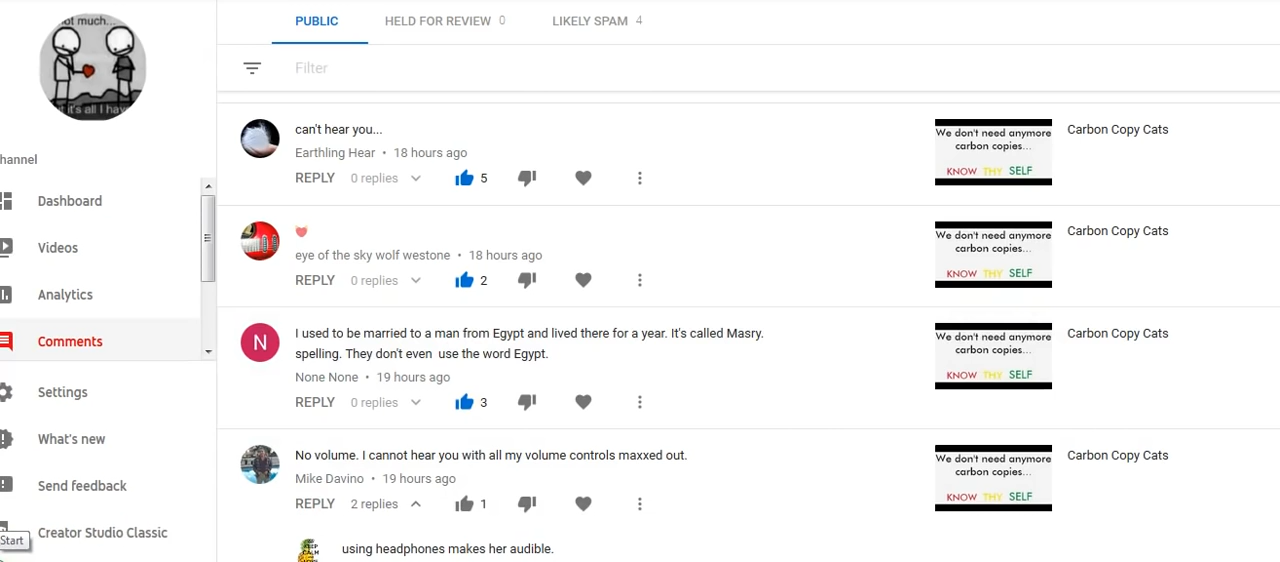 ot much...
it's all I hav
hannel
Dashboard
Videos
Analytics
Comments
Settings
What's new
Send feedback
Creator Studio Classic
Start
PUBLIC
HELD FOR REVIEW 0
LIKELY SPAM 4
Filter
can't hear you...
Earthling Hear • 18 hours ago
REPLY 0 replies 5
We don't need anymore
carbon copies...
KNOW THY SELF
Carbon Copy Cats
eye of the sky wolf westone • 18 hours ago
REPLY 0 replies 2
We don't need anymore
carbon copies...
KNOW THY SELF
Carbon Copy Cats
N
I used to be married to a man from Egypt and lived there for a year. It's called Masry.
spelling. They don't even use the word Egypt.
None None • 19 hours ago
REPLY 0 replies 3
We don't need anymore
carbon copies...
KNOW THY SELF
Carbon Copy Cats
No volume. I cannot hear you with all my volume controls maxxed out.
Mike Davino • 19 hours ago
REPLY 2 replies 1
We don't need anymore
carbon copies...
KNOW THY SELF
Carbon Copy Cats
KEEP
CALM
using headphones makes her audible.